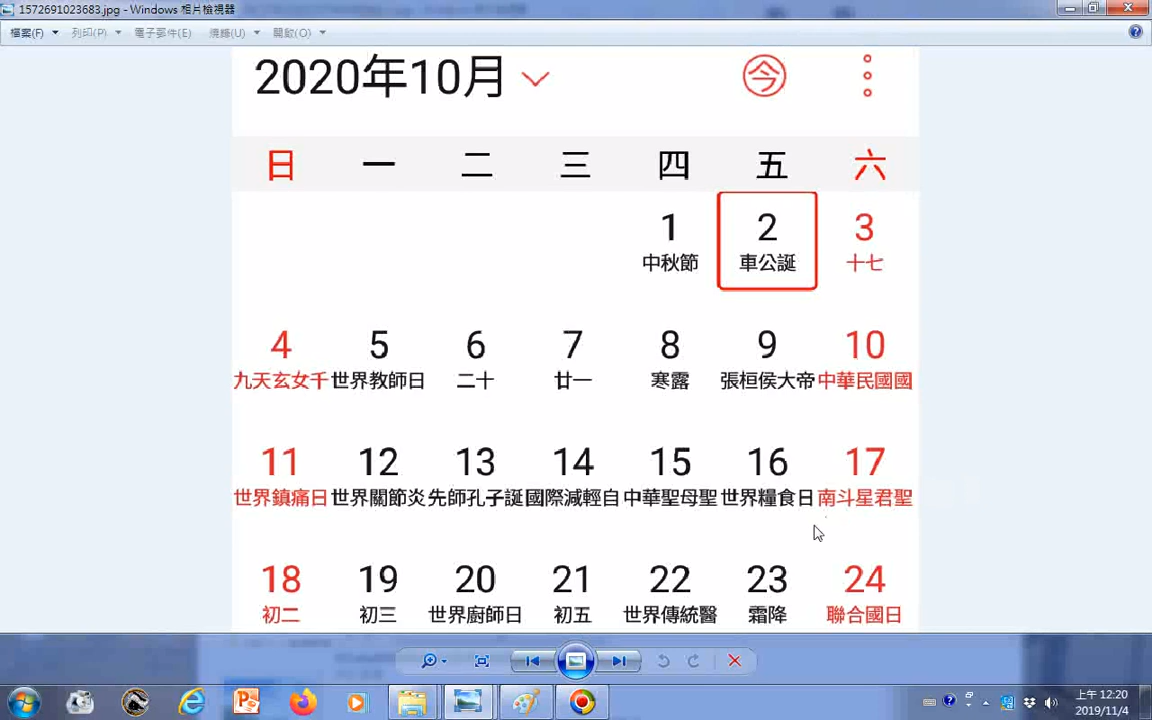 1572691023683.jpg - Windows 相片檢視器
檔案(F) 列印(P) 電子郵件(E) 燒錄(U) 開啟(O)
2020年10月 今
日 一 二 三 四 五 六
1 2 3
中秋節 車公誕 十七
4 5 6 7 8 9 10
九天玄女千 世界教師日 二十 廿一 寒露 張桓侯大帝 中華民國國
11 12 13 14 15 16 17
世界鎮痛日 世界關節炎 先師孔子誕 國際減輕自 中華聖母聖 世界糧食日 南斗星君聖
18 19 20 21 22 23 24
初二 初三 世界廚師日 初五 世界傳統醫 霜降 聯合國日
上午 12:20
2019/11/4